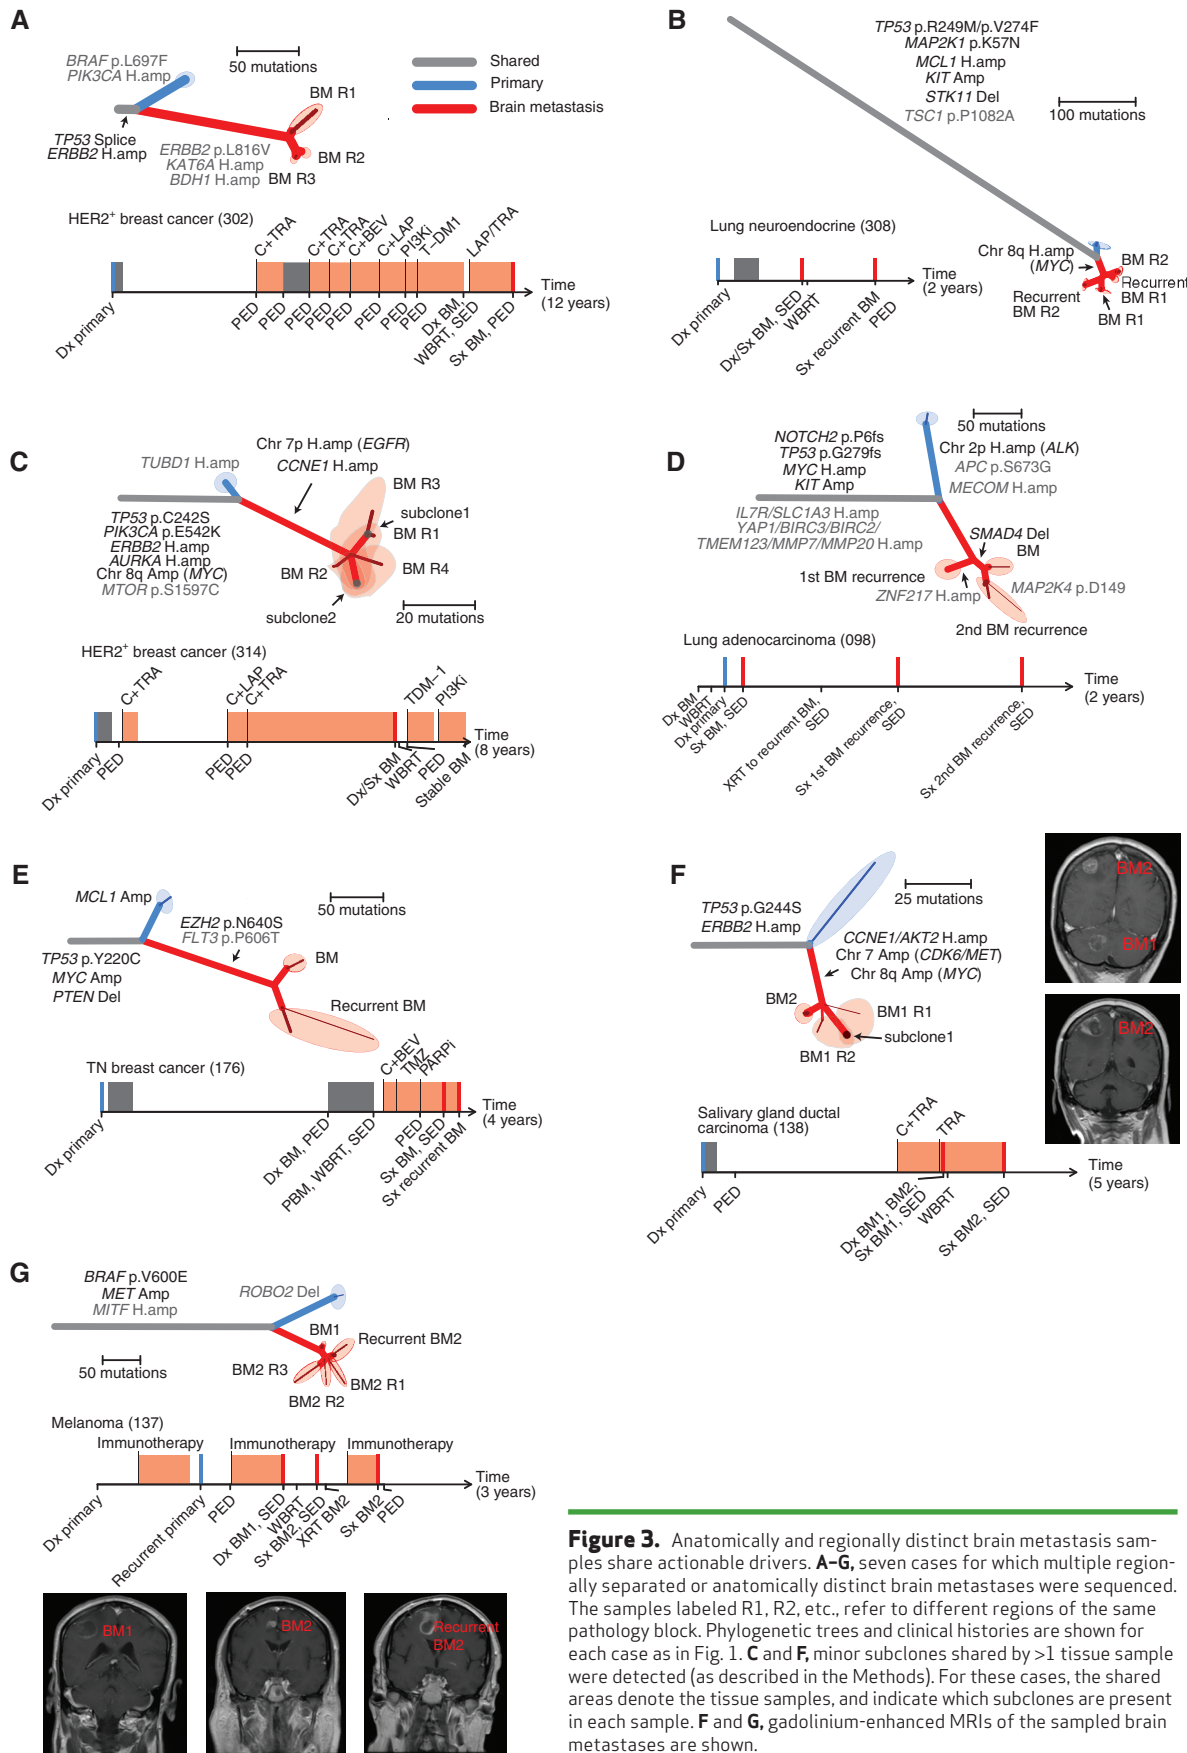 A
BRAF p.L697F
PIK3CA H.amp
50 mutations
Shared
Primary
Brain metastasis
BM R1
BM R2
BM R3
TP53 Splice
ERBB2 H.amp
ERBB2 p.L816V
KAT6A H.amp
BDH1 H.amp
HER2+ breast cancer (302)
C+TRA
C+TRA
C+TRA
C+BEV
C+LAP
PI3Ki
T-DM1
LAP/TRA
Time
(12 years)
Dx primary
PED
PED
PED
PED
PED
PED
PED
PED
Dx BM,
WBRT, SED
Sx BM, PED
B
TP53 p.R249M/p.V274F
MAP2K1 p.K57N
MCL1 H.amp
KIT Amp
STK11 Del
TSC1 p.P1082A
100 mutations
Lung neuroendocrine (308)
Chr 8q H.amp
(MYC)
BM R2
Recurrent
BM R1
Recurrent
BM R2
BM R1
Time
(2 years)
Dx primary
Dx/Sx BM, SED
WBRT
Sx recurrent BM
PED
C
TUBD1 H.amp
Chr 7p H.amp (EGFR)
CCNE1 H.amp
BM R3
subclone1
BM R1
BM R2
BM R4
subclone2
20 mutations
TP53 p.C242S
PIK3CA p.E542K
ERBB2 H.amp
AURKA H.amp
Chr 8q Amp (MYC)
MTOR p.S1597C
HER2+ breast cancer (314)
C+TRA
C+LAP
C+TRA
TDM-1
PI3Ki
Time
(8 years)
Dx primary
PED
PED
PED
Dx/Sx BM
WBRT
PED
Stable BM
D
50 mutations
NOTCH2 p.P6fs
TP53 p.G279fs
MYC H.amp
KIT Amp
Chr 2p H.amp (ALK)
APC p.S673G
MECOM H.amp
IL7R/SLC1A3 H.amp
YAP1/BIRC3/BIRC2/
TMEM123/MMP7/MMP20 H.amp
SMAD4 Del
BM
1st BM recurrence
ZNF217 H.amp
MAP2K4 p.D149
2nd BM recurrence
Lung adenocarcinoma (098)
Time
(2 years)
Dx BM
WBRT
Dx primary
Sx BM, SED
XRT to recurrent BM,
SED
Sx 1st BM recurrence,
SED
Sx 2nd BM recurrence,
SED
E
MCL1 Amp
EZH2 p.N640S
FLT3 p.P606T
50 mutations
TP53 p.Y220C
MYC Amp
PTEN Del
BM
Recurrent BM
TN breast cancer (176)
C+BEV
TMZ
PARPi
Time
(4 years)
Dx primary
Dx BM, PED
PBM, WBRT, SED
PED
Sx BM, SED
Sx recurrent BM
F
25 mutations
TP53 p.G244S
ERBB2 H.amp
CCNE1/AKT2 H.amp
Chr 7 Amp (CDK6/MET)
Chr 8q Amp (MYC)
BM2
BM1 R1
subclone1
BM1 R2
BM2
BM1
BM2
Salivary gland ductal
carcinoma (138)
C+TRA
TRA
Time
(5 years)
Dx primary
PED
Dx BM1, BM2,
Sx BM1, SED
WBRT
Sx BM2, SED
G
BRAF p.V600E
MET Amp
MITF H.amp
ROBO2 Del
50 mutations
BM1
Recurrent BM2
BM2 R3
BM2 R1
BM2 R2
Melanoma (137)
Immunotherapy
Immunotherapy
Immunotherapy
Time
(3 years)
Dx primary
Recurrent primary
PED
Dx BM1, SED
WBRT
Sx BM2, SED
XRT BM2
Sx BM2
PED
BM1
BM2
Recurrent
BM2
Figure 3. Anatomically and regionally distinct brain metastasis sam-
ples share actionable drivers. A–G, seven cases for which multiple region-
ally separated or anatomically distinct brain metastases were sequenced.
The samples labeled R1, R2, etc., refer to different regions of the same
pathology block. Phylogenetic trees and clinical histories are shown for
each case as in Fig. 1. C and F, minor subclones shared by >1 tissue sample
were detected (as described in the Methods). For these cases, the shared
areas denote the tissue samples, and indicate which subclones are present
in each sample. F and G, gadolinium-enhanced MRIs of the sampled brain
metastases are shown.